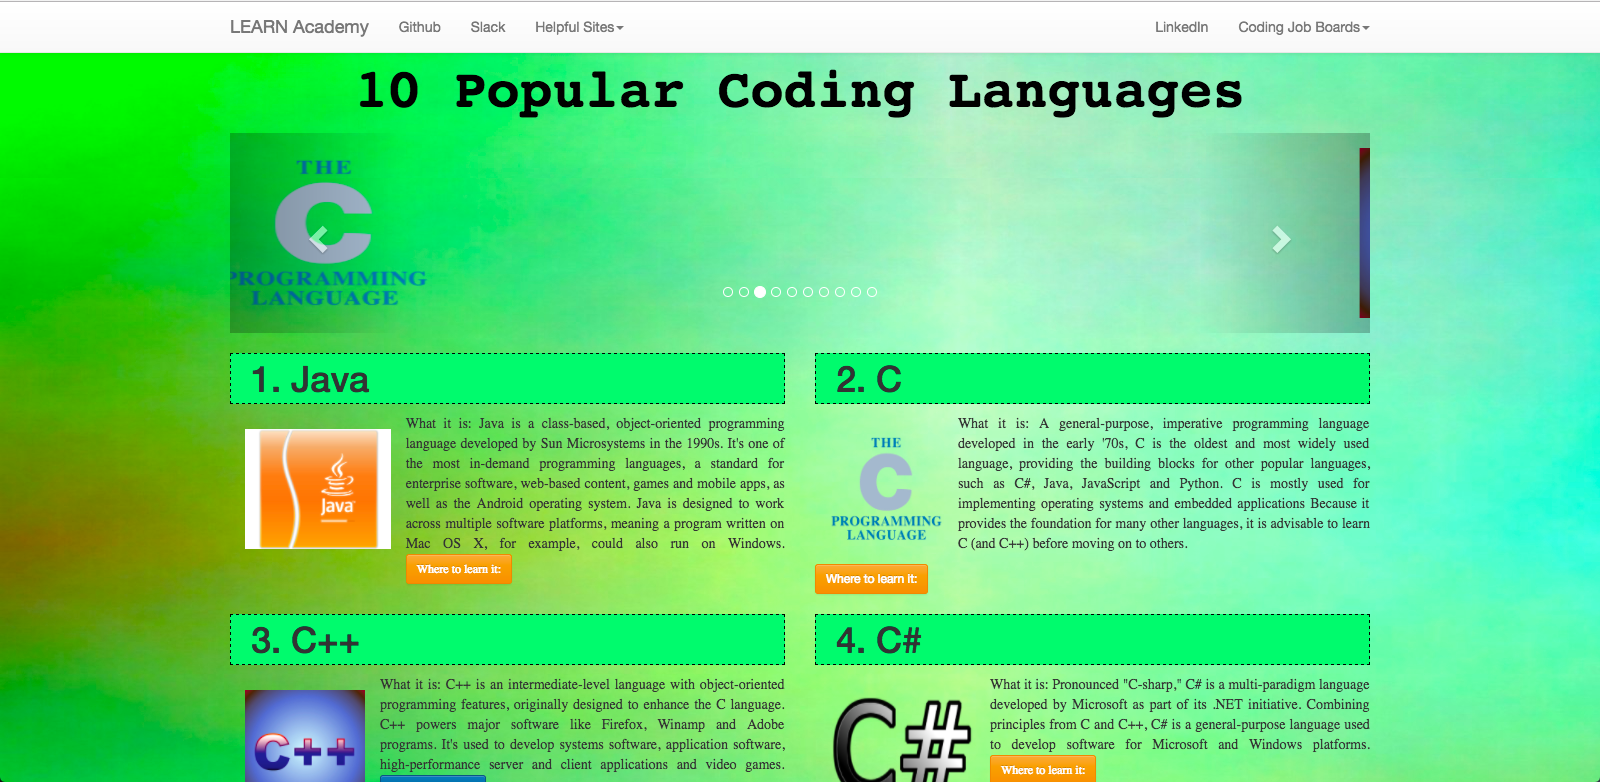 LEARN Academy Github Slack Helpful Sites LinkedIn Coding Job Boards
10 Popular Coding Languages
THE
C
PROGRAMMING
LANGUAGE
1. Java
Java
What it is: Java is a class-based, object-oriented programming
language developed by Sun Microsystems in the 1990s. It's one of
the most in-demand programming languages, a standard for
enterprise software, web-based content, games and mobile apps, as
well as the Android operating system. Java is designed to work
across multiple software platforms, meaning a program written on
Mac OS X, for example, could also run on Windows.
Where to learn it:
2. C
THE
C
PROGRAMMING
LANGUAGE
What it is: A general-purpose, imperative programming language
developed in the early '70s, C is the oldest and most widely used
language, providing the building blocks for other popular languages,
such as C#, Java, JavaScript and Python. C is mostly used for
implementing operating systems and embedded applications Because it
provides the foundation for many other languages, it is advisable to learn
C (and C++) before moving on to others.
Where to learn it:
3. C++
C++
What it is: C++ is an intermediate-level language with object-oriented
programming features, originally designed to enhance the C language.
C++ powers major software like Firefox, Winamp and Adobe
programs. It's used to develop systems software, application software,
high-performance server and client applications and video games.
4. C#
C#
What it is: Pronounced "C-sharp," C# is a multi-paradigm language
developed by Microsoft as part of its .NET initiative. Combining
principles from C and C++, C# is a general-purpose language used
to develop software for Microsoft and Windows platforms.
Where to learn it: